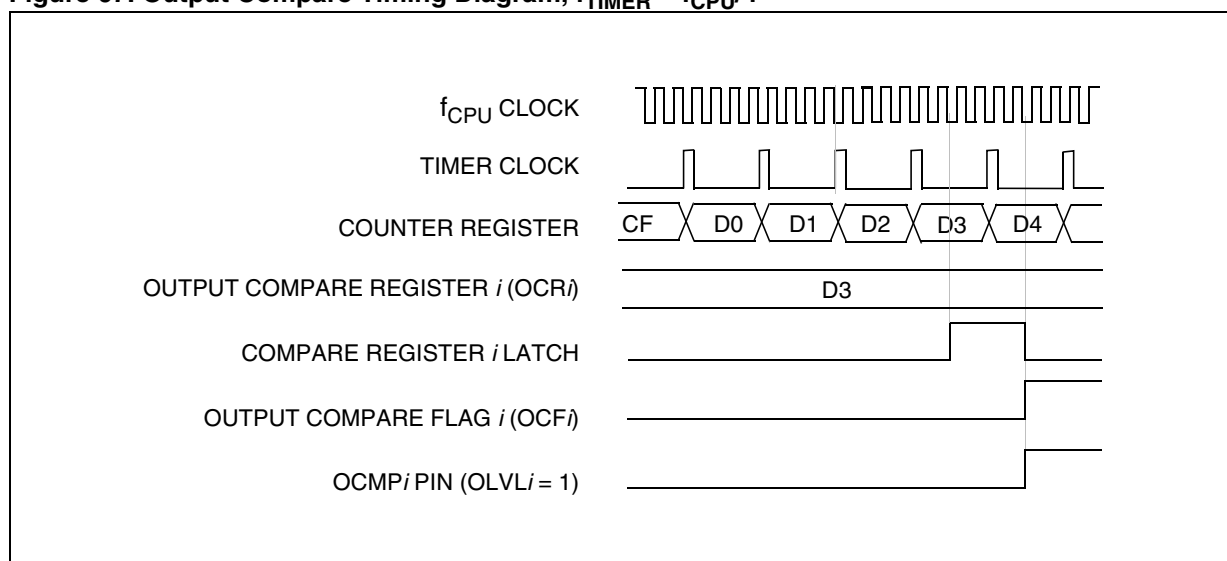 f_CPU CLOCK
TIMER CLOCK
COUNTER REGISTER
CF D0 D1 D2 D3 D4
OUTPUT COMPARE REGISTER i (OCRi)
D3
COMPARE REGISTER i LATCH
OUTPUT COMPARE FLAG i (OCFi)
OCMPi PIN (OLVLi = 1)